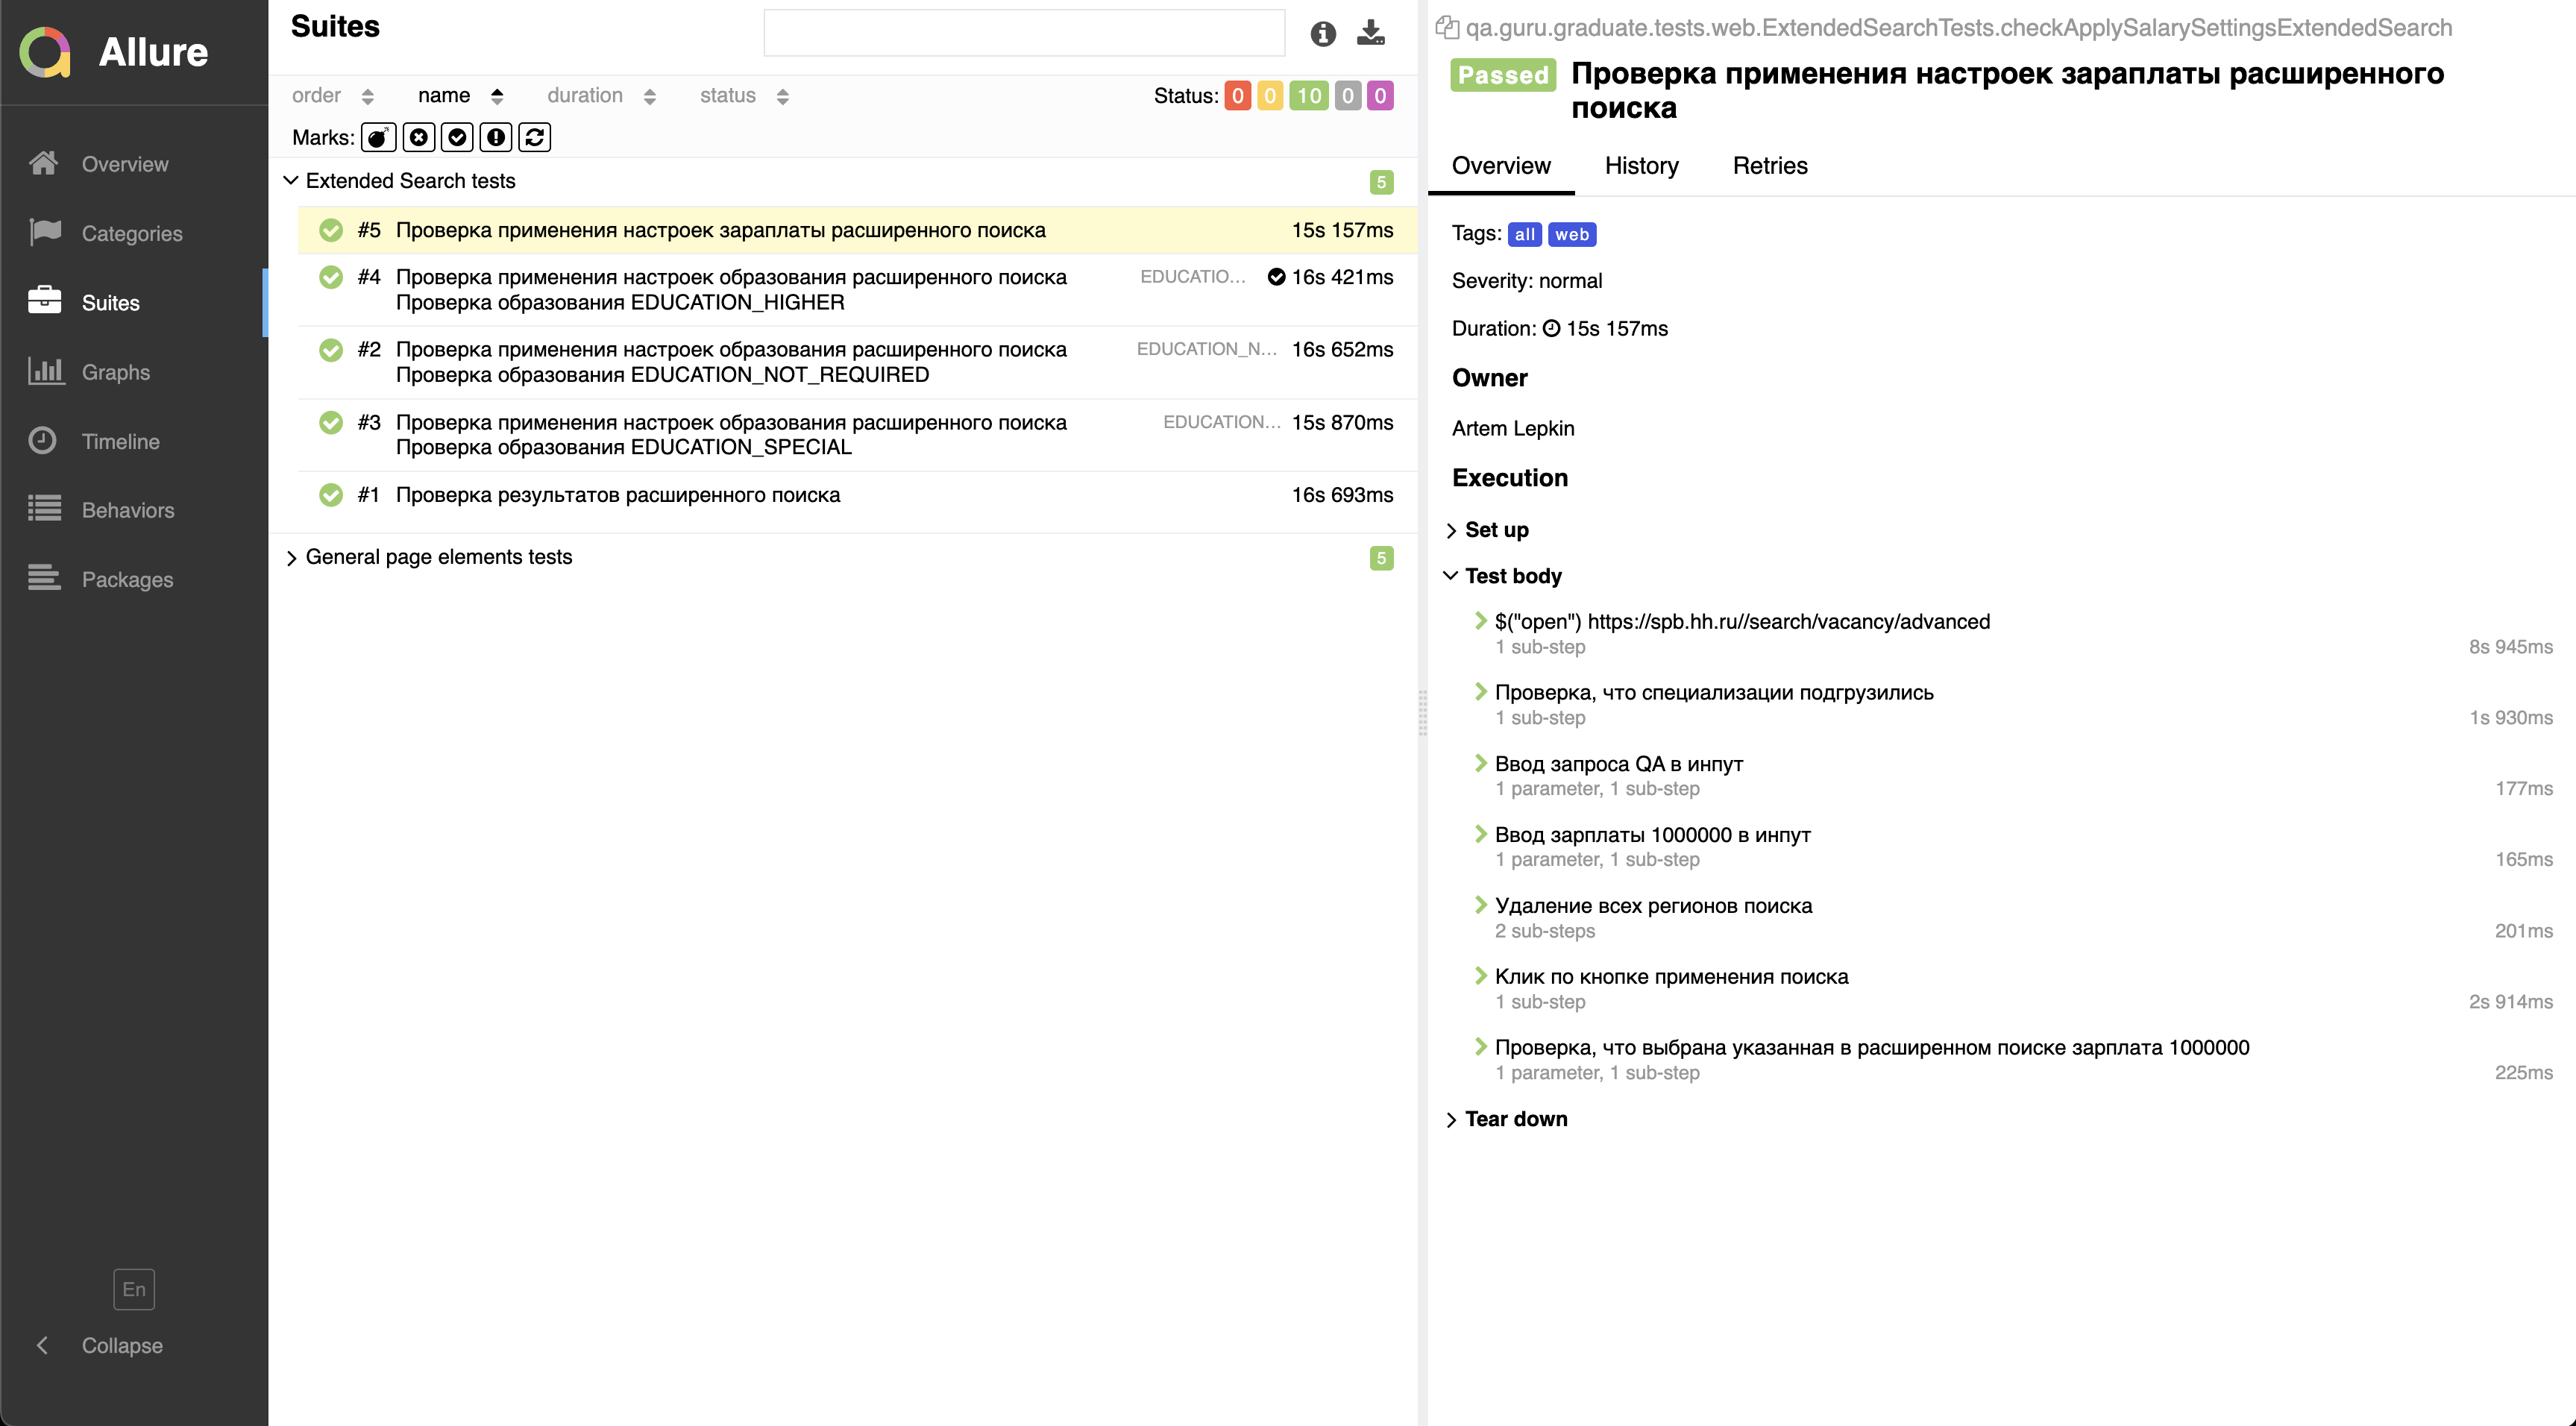 Allure
Overview
Categories
Suites
Graphs
Timeline
Behaviors
Packages
En
Collapse
Suites
order name duration status
Status: 0 0 10 0 0
Marks:
Extended Search tests 5
#5 Проверка применения настроек зараплаты расширенного поиска 15s 157ms
#4 Проверка применения настроек образования расширенного поиска EDUCATIO... 16s 421ms
Проверка образования EDUCATION_HIGHER
#2 Проверка применения настроек образования расширенного поиска EDUCATION_N... 16s 652ms
Проверка образования EDUCATION_NOT_REQUIRED
#3 Проверка применения настроек образования расширенного поиска EDUCATION... 15s 870ms
Проверка образования EDUCATION_SPECIAL
#1 Проверка результатов расширенного поиска 16s 693ms
General page elements tests 5
qa.guru.graduate.tests.web.ExtendedSearchTests.checkApplySalarySettingsExtendedSearch
Passed Проверка применения настроек зараплаты расширенного
поиска
Overview History Retries
Tags: all web
Severity: normal
Duration: 15s 157ms
Owner
Artem Lepkin
Execution
Set up
Test body
$("open") https://spb.hh.ru//search/vacancy/advanced
1 sub-step 8s 945ms
Проверка, что специализации подгрузились
1 sub-step 1s 930ms
Ввод запроса QA в инпут
1 parameter, 1 sub-step 177ms
Ввод зарплаты 1000000 в инпут
1 parameter, 1 sub-step 165ms
Удаление всех регионов поиска
2 sub-steps 201ms
Клик по кнопке применения поиска
1 sub-step 2s 914ms
Проверка, что выбрана указанная в расширенном поиске зарплата 1000000
1 parameter, 1 sub-step 225ms
Tear down